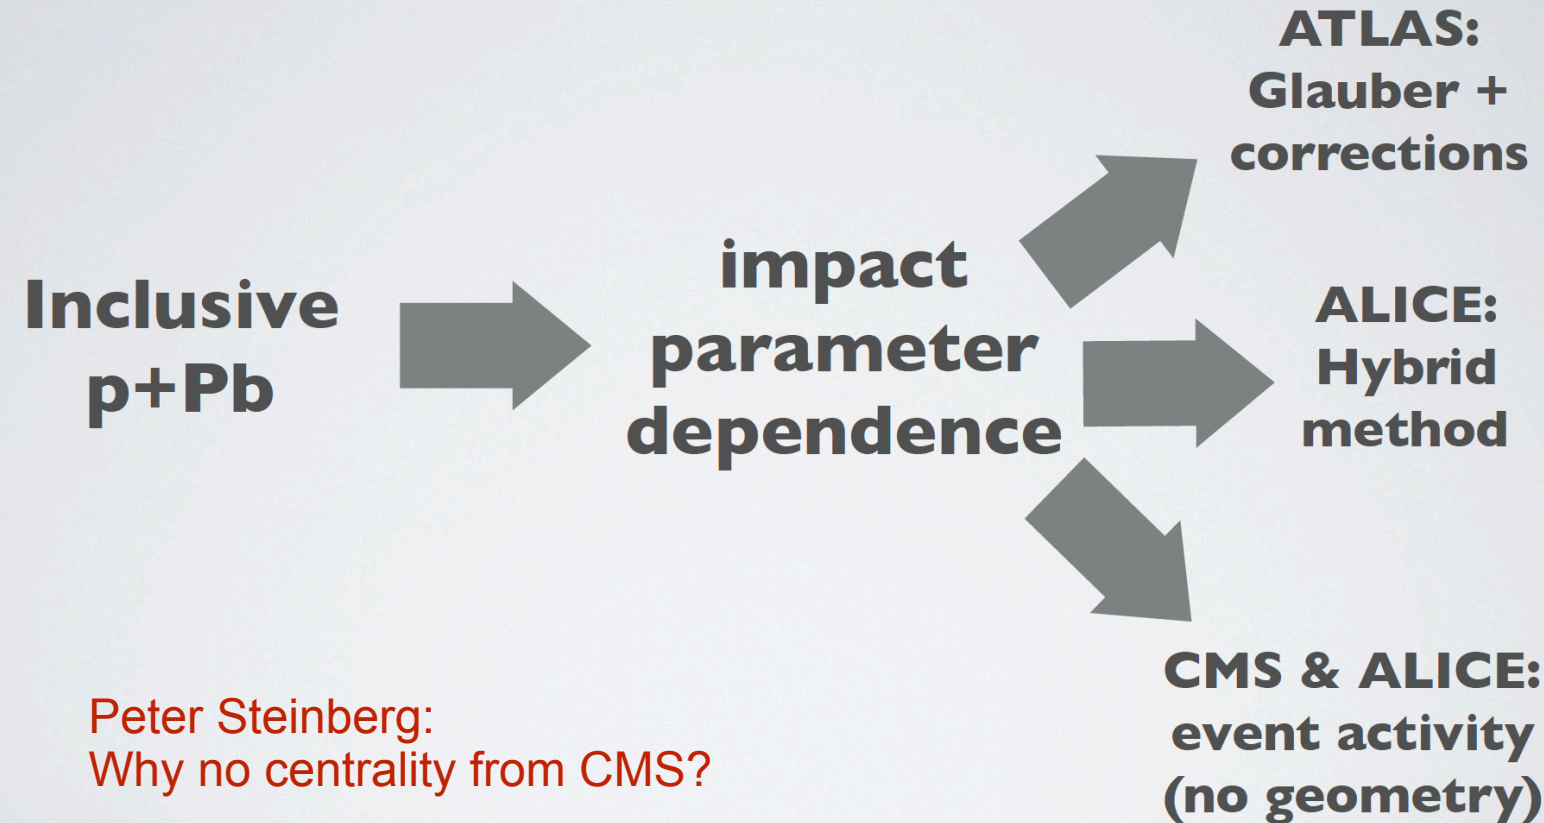 Inclusive
p+Pb
impact
parameter
dependence
ATLAS:
Glauber +
corrections
ALICE:
Hybrid
method
CMS & ALICE:
event activity
(no geometry)
Peter Steinberg:
Why no centrality from CMS?